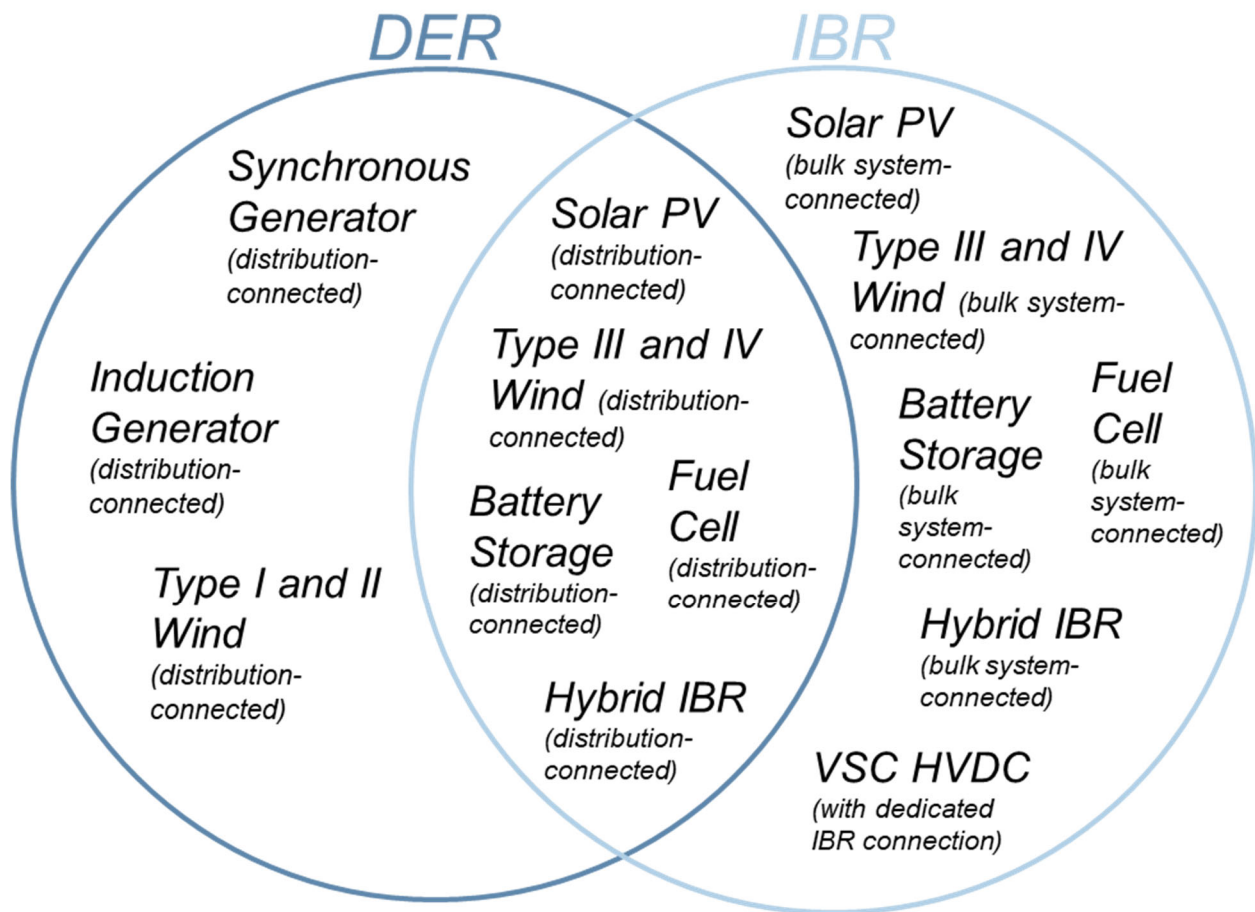 DER
IBR
Synchronous
Generator
(distribution-
connected)
Induction
Generator
(distribution-
connected)
Type I and II
Wind
(distribution-
connected)
Solar PV
(distribution-
connected)
Type III and IV
Wind (distribution-
connected)
Battery
Storage
(distribution-
connected)
Fuel
Cell
(distribution-
connected)
Hybrid IBR
(distribution-
connected)
Solar PV
(bulk system-
connected)
Type III and IV
Wind (bulk system-
connected)
Battery
Storage
(bulk
system-
connected)
Fuel
Cell
(bulk
system-
connected)
Hybrid IBR
(bulk system-
connected)
VSC HVDC
(with dedicated
IBR connection)